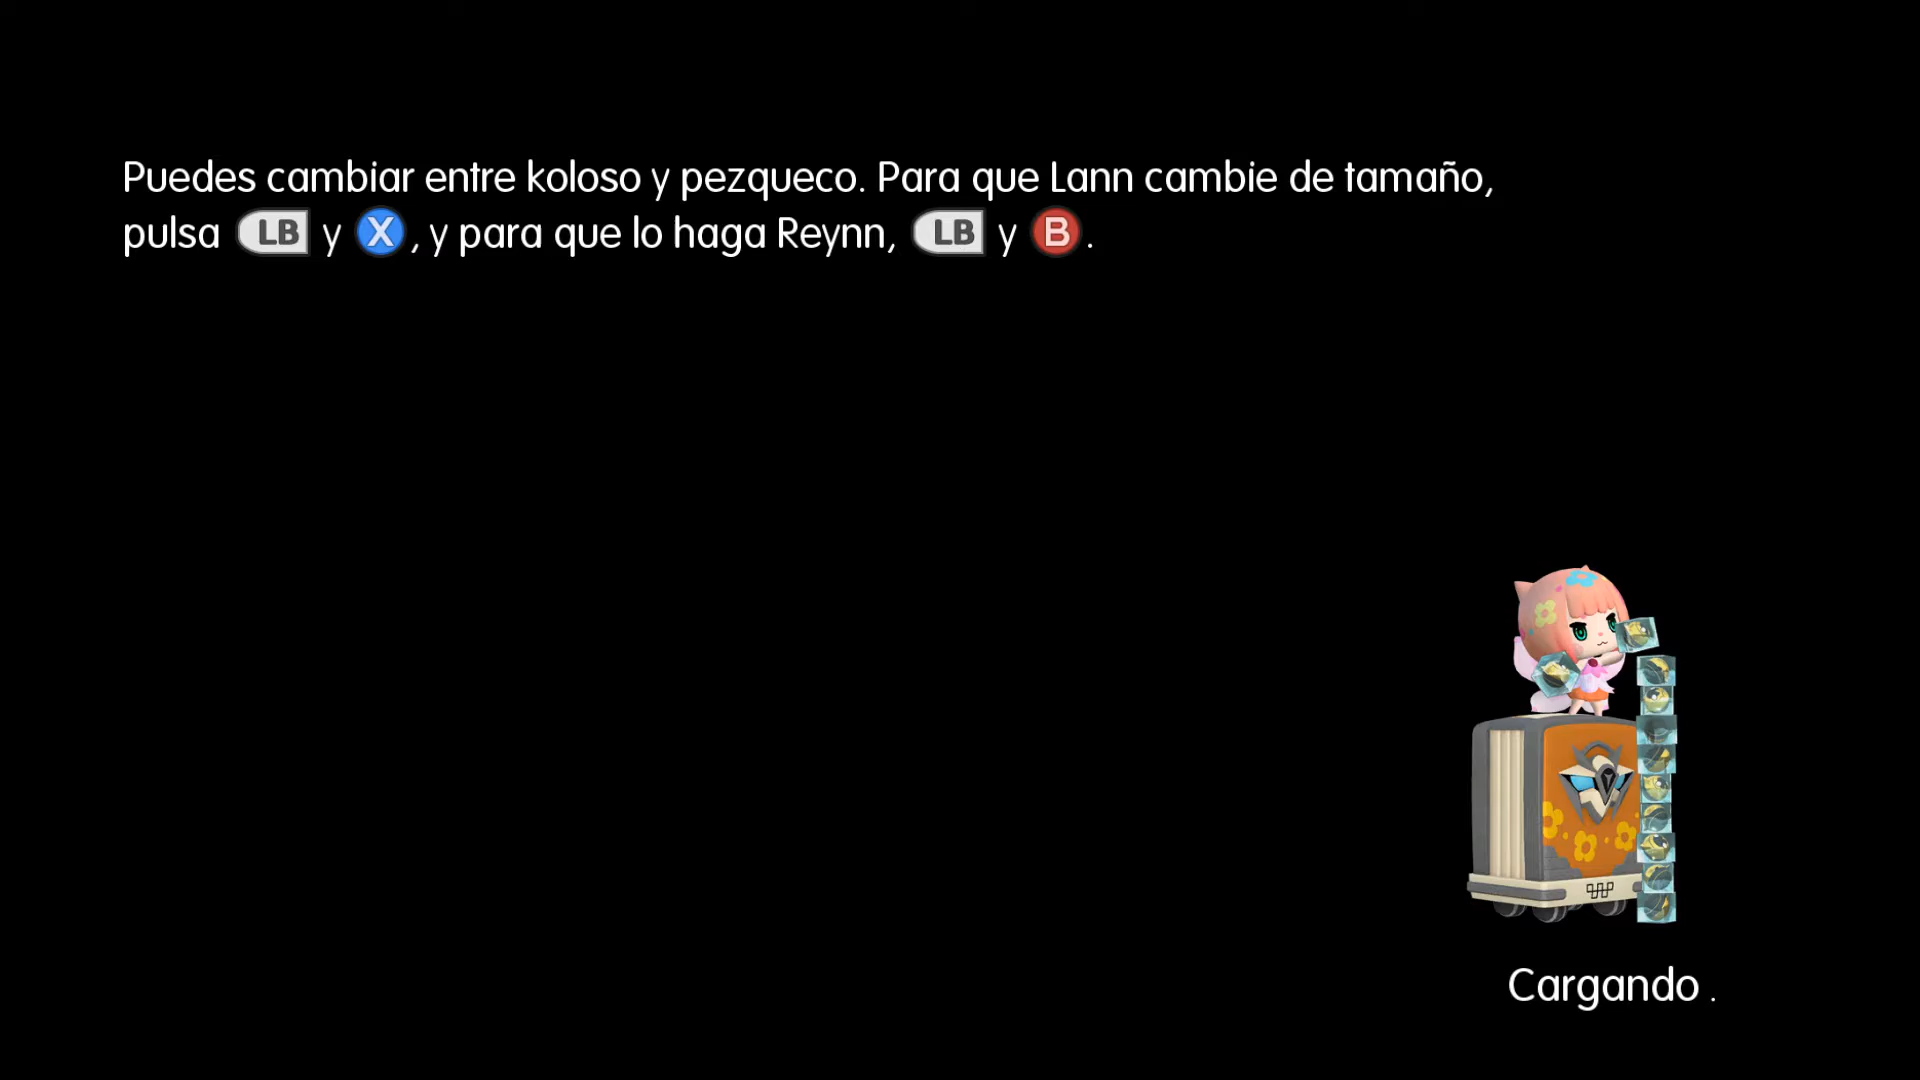 Puedes cambiar entre koloso y pezqueco. Para que Lann cambie de tamaño,
pulsa LB y X, y para que lo haga Reynn, LB y B.
Cargando .